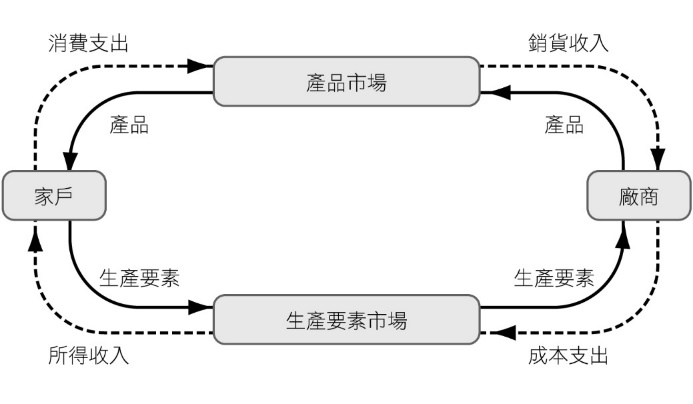 消費支出
銷貨收入
產品市場
產品
產品
家戶
廠商
生產要素
生產要素
生產要素市場
所得收入
成本支出